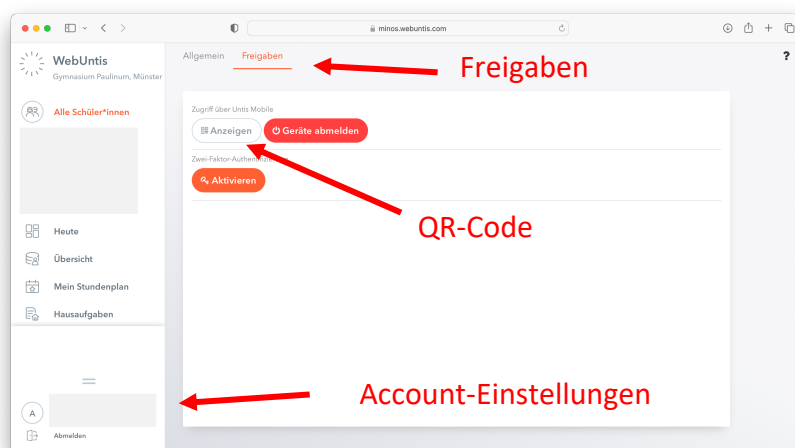 minos.webuntis.com
WebUntis
Gymnasium Paulinum, Münster
Allgemein Freigaben
?
Freigaben
Alle Schüler*innen
Zugriff über Untis Mobile
Anzeigen Geräte abmelden
Aktivieren
QR-Code
Heute
Übersicht
Mein Stundenplan
Hausaufgaben
Account-Einstellungen
A
Abmelden